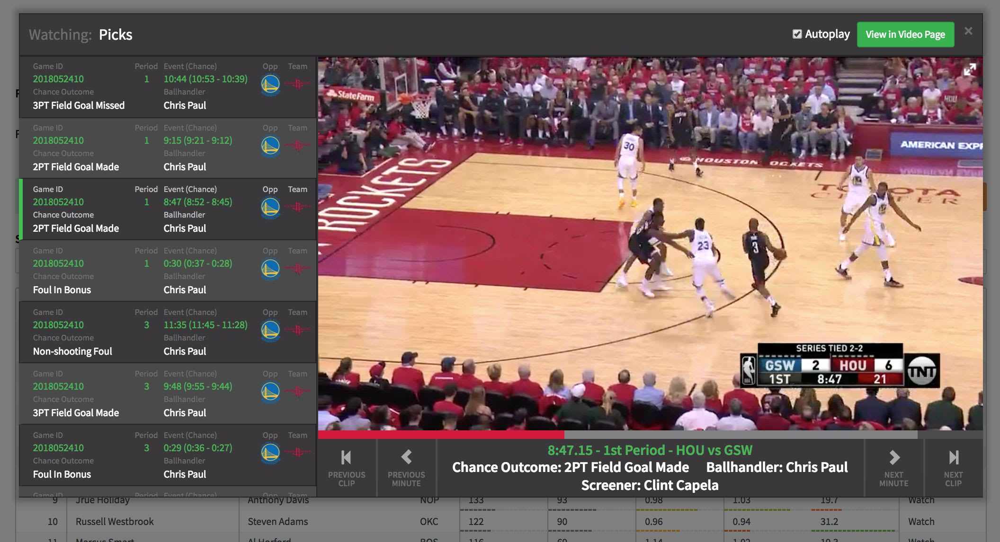 Watching: Picks
Autoplay
View in Video Page
Game ID Period Event (Chance) Opp Team
2018052410 1 10:44 (10:53 - 10:39)
Chance Outcome Ballhandler
3PT Field Goal Missed Chris Paul
Game ID Period Event (Chance) Opp Team
2018052410 1 9:15 (9:21 - 9:12)
Chance Outcome Ballhandler
2PT Field Goal Made Chris Paul
Game ID Period Event (Chance) Opp Team
2018052410 1 8:47 (8:52 - 8:45)
Chance Outcome Ballhandler
2PT Field Goal Made Chris Paul
Game ID Period Event (Chance) Opp Team
2018052410 1 0:30 (0:37 - 0:28)
Chance Outcome Ballhandler
Foul In Bonus Chris Paul
Game ID Period Event (Chance) Opp Team
2018052410 3 11:35 (11:45 - 11:28)
Chance Outcome Ballhandler
Non-shooting Foul Chris Paul
Game ID Period Event (Chance) Opp Team
2018052410 3 9:48 (9:55 - 9:44)
Chance Outcome Ballhandler
3PT Field Goal Made Chris Paul
Game ID Period Event (Chance) Opp Team
2018052410 3 0:29 (0:36 - 0:27)
Chance Outcome Ballhandler
Foul In Bonus Chris Paul
Game ID Period Event (Chance) Opp Team
StateFarm
HOU
30
AMERICAN EXP
HOUSTON
TOYOTA
CENTER
ROCKETS
23
3
SERIES TIED 2-2
GSW 2 HOU 6
1ST 8:47 21
NBA
TNT
PREVIOUS CLIP
PREVIOUS MINUTE
8:47.15 - 1st Period - HOU vs GSW
Chance Outcome: 2PT Field Goal Made Ballhandler: Chris Paul
Screener: Clint Capela
NEXT MINUTE
NEXT CLIP
9 Jrue Holiday Anthony Davis NOP 133 93 0.98 1.03 19.7 Watch
10 Russell Westbrook Steven Adams OKC 122 90 0.96 0.94 31.2 Watch
11 Marcus Smart Al Horford BOS 116 69 1.14 1.02 19.3 Watch